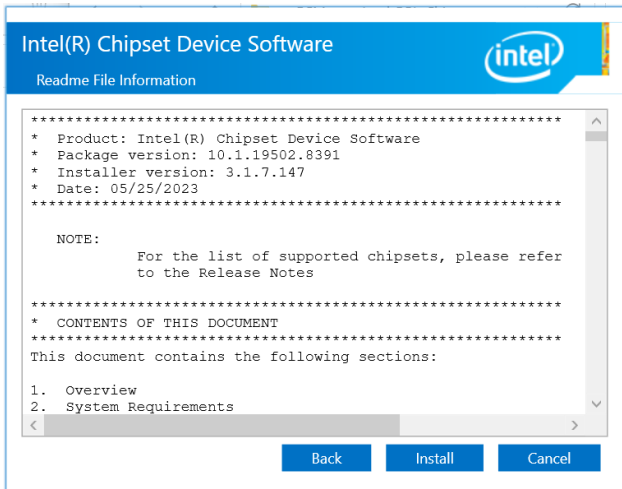 Intel(R) Chipset Device Software
intel
Readme File Information
************************************************************
*  Product: Intel(R) Chipset Device Software
*  Package version: 10.1.19502.8391
*  Installer version: 3.1.7.147
*  Date: 05/25/2023
************************************************************
NOTE:
For the list of supported chipsets, please refer
to the Release Notes
************************************************************
*  CONTENTS OF THIS DOCUMENT
************************************************************
This document contains the following sections:
1.  Overview
2.  System Requirements
Back
Install
Cancel